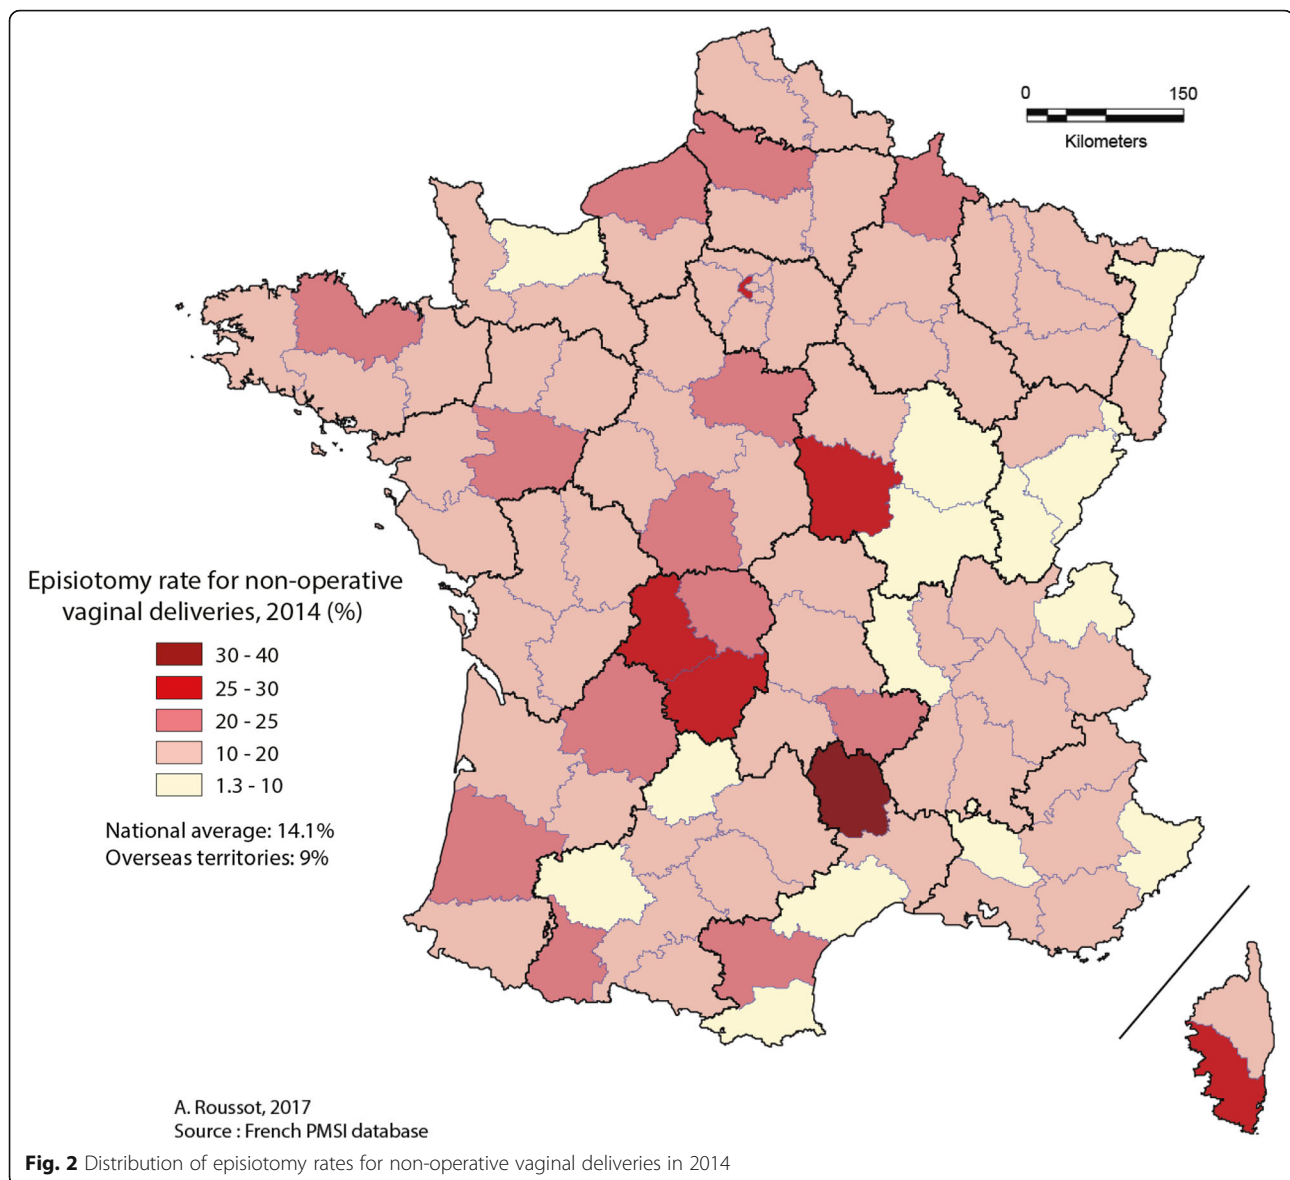 0 150
Kilometers
Episiotomy rate for non-operative
vaginal deliveries, 2014 (%)
30 - 40
25 - 30
20 - 25
10 - 20
1.3 - 10
National average: 14.1%
Overseas territories: 9%
A. Roussot, 2017
Source : French PMSI database
Fig. 2 Distribution of episiotomy rates for non-operative vaginal deliveries in 2014